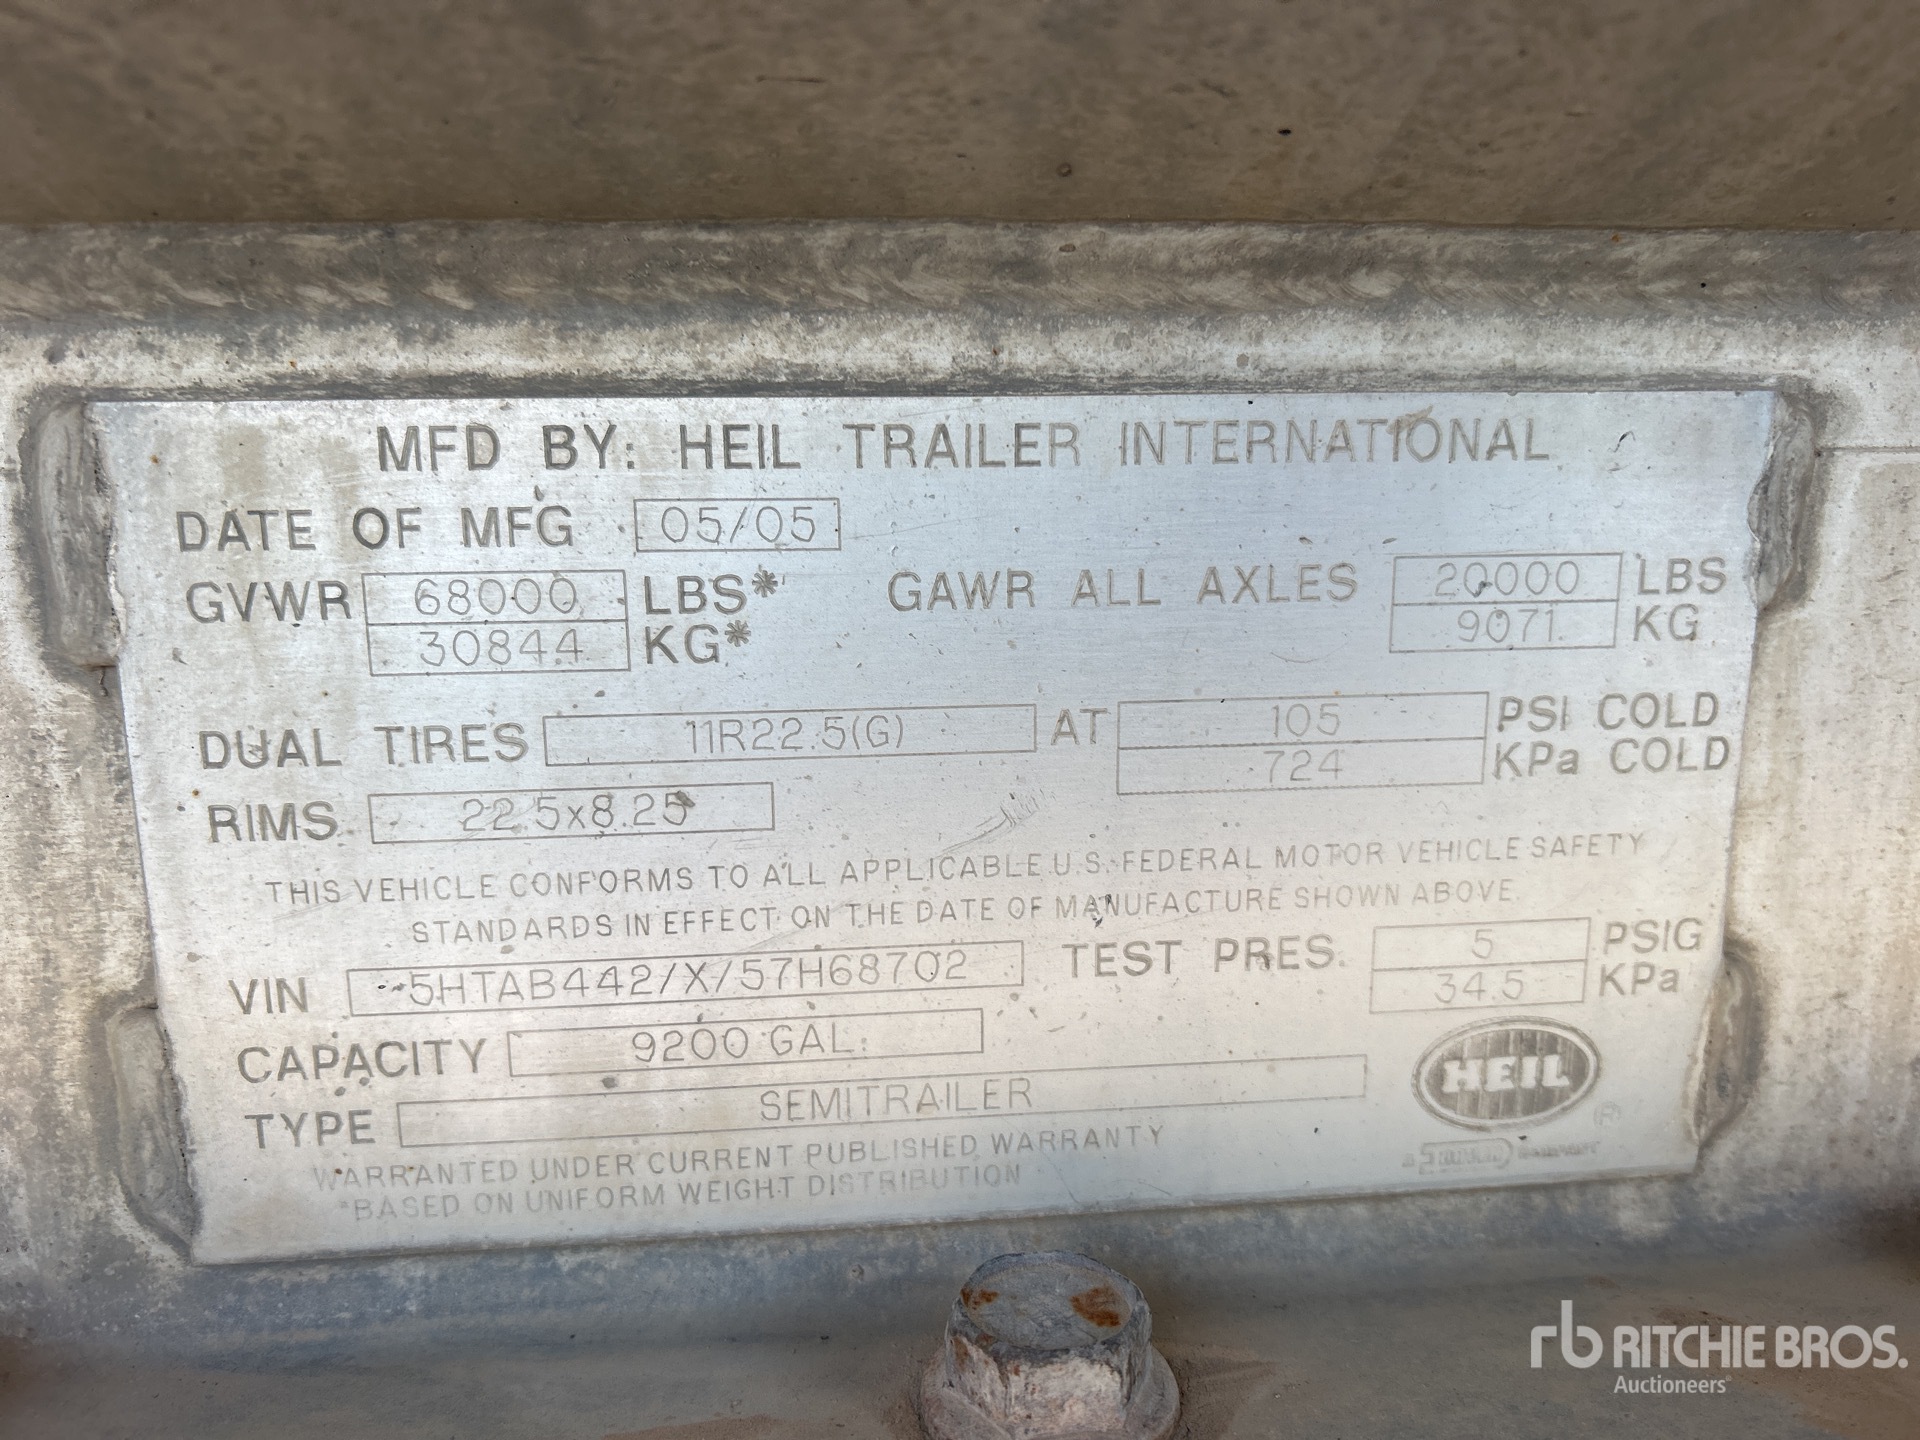 MFD BY: HEIL TRAILER INTERNATIONAL
DATE OF MFG 05/05
GVWR 68000 LBS* GAWR ALL AXLES 20000 LBS
30844 KG* 9071 KG
DUAL TIRES 11R22.5(G) AT 105 PSI COLD
724 KPa COLD
RIMS 22.5x8.25
THIS VEHICLE CONFORMS TO ALL APPLICABLE U.S. FEDERAL MOTOR VEHICLE SAFETY
STANDARDS IN EFFECT ON THE DATE OF MANUFACTURE SHOWN ABOVE
VIN 5HTAB442/X/57H68702 TEST PRES. 5 PSIG
34.5 KPa
CAPACITY 9200 GAL.
TYPE SEMITRAILER
HEIL ®
WARRANTED UNDER CURRENT PUBLISHED WARRANTY
*BASED ON UNIFORM WEIGHT DISTRIBUTION
rb RITCHIE BROS.
Auctioneers